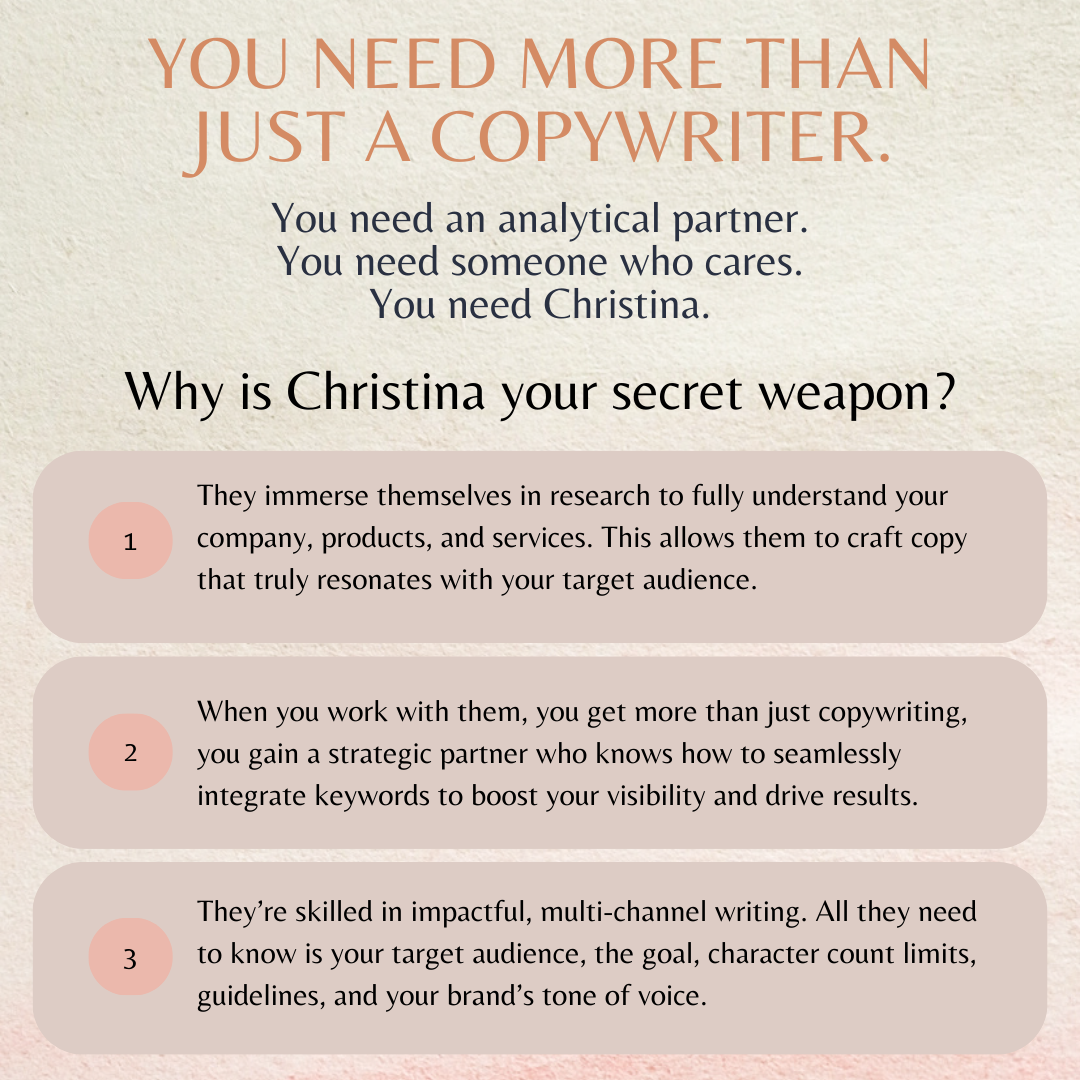 YOU NEED MORE THAN
JUST A COPYWRITER.
You need an analytical partner.
You need someone who cares.
You need Christina.
Why is Christina your secret weapon?
1
They immerse themselves in research to fully understand your
company, products, and services. This allows them to craft copy
that truly resonates with your target audience.
2
When you work with them, you get more than just copywriting,
you gain a strategic partner who knows how to seamlessly
integrate keywords to boost your visibility and drive results.
3
They’re skilled in impactful, multi-channel writing. All they need
to know is your target audience, the goal, character count limits,
guidelines, and your brand’s tone of voice.